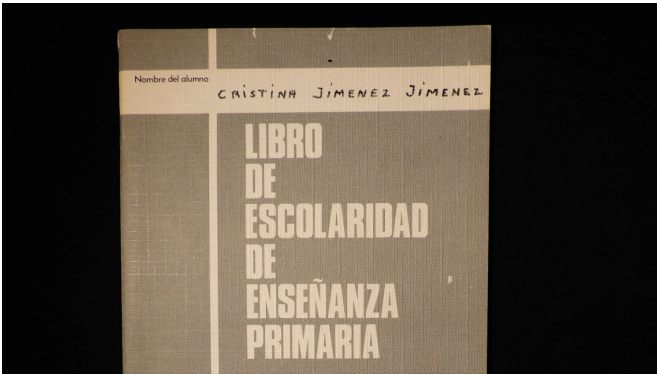 Nombre del alumno
CRISTINA JIMENEZ JIMENEZ
LIBRO
DE
ESCOLARIDAD
DE
ENSEÑANZA
PRIMARIA